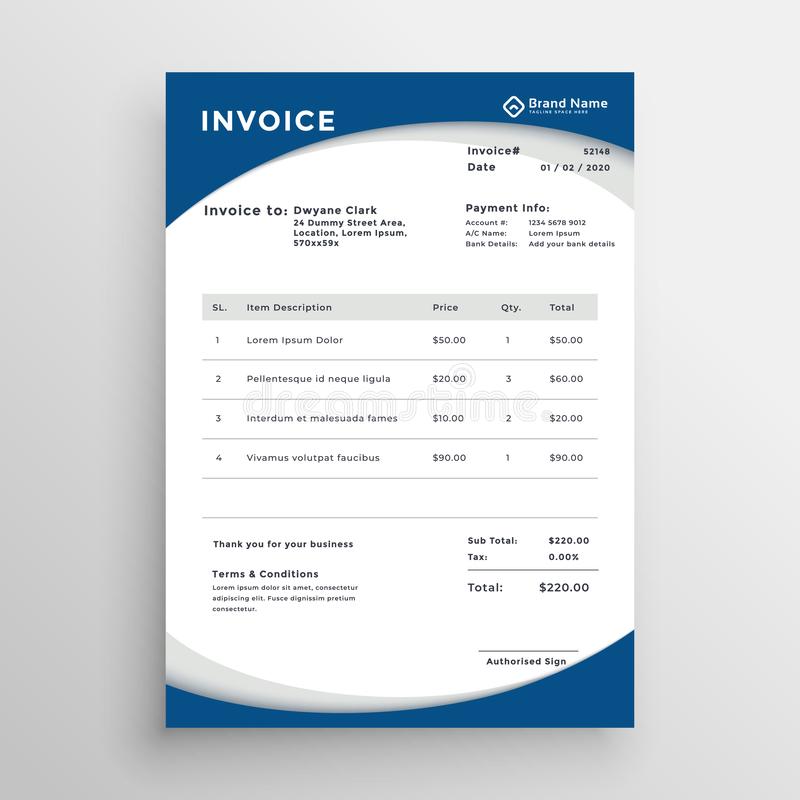 INVOICE
Brand Name
TAGLINE SPACE HERE
Invoice# 52148
Date 01 / 02 / 2020
Invoice to: Dwyane Clark
24 Dummy Street Area,
Location, Lorem Ipsum,
570xx59x
Payment Info:
Account #: 1234 5678 9012
A/C Name: Lorem Ipsum
Bank Details: Add your bank details
SL. Item Description Price Qty. Total
1 Lorem Ipsum Dolor $50.00 1 $50.00
2 Pellentesque id neque ligula $20.00 3 $60.00
3 Interdum et malesuada fames $10.00 2 $20.00
4 Vivamus volutpat faucibus $90.00 1 $90.00
dreamstime.
Thank you for your business
Sub Total: $220.00
Tax: 0.00%
Total: $220.00
Terms & Conditions
Lorem ipsum dolor sit amet, consectetur
adipiscing elit. Fusce dignissim pretium
consectetur.
Authorised Sign